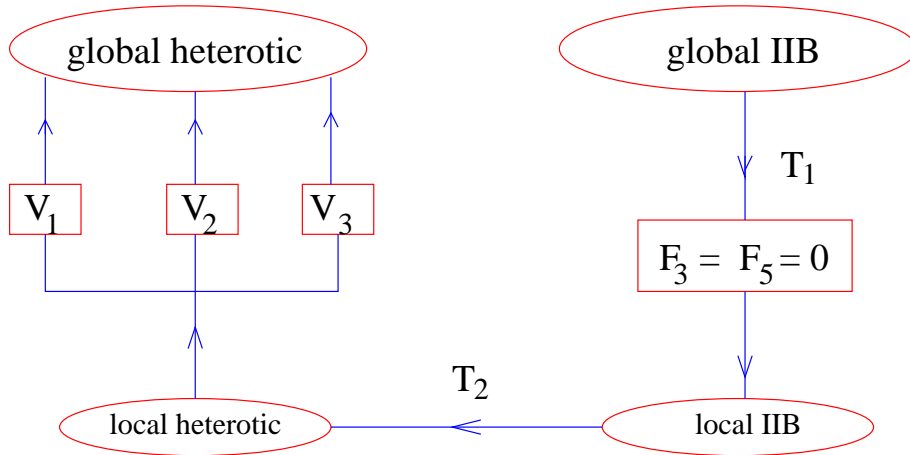 global heterotic
global IIB
T₁
V₁
V₂
V₃
F₃ = F₅ = 0
T₂
local heterotic
local IIB